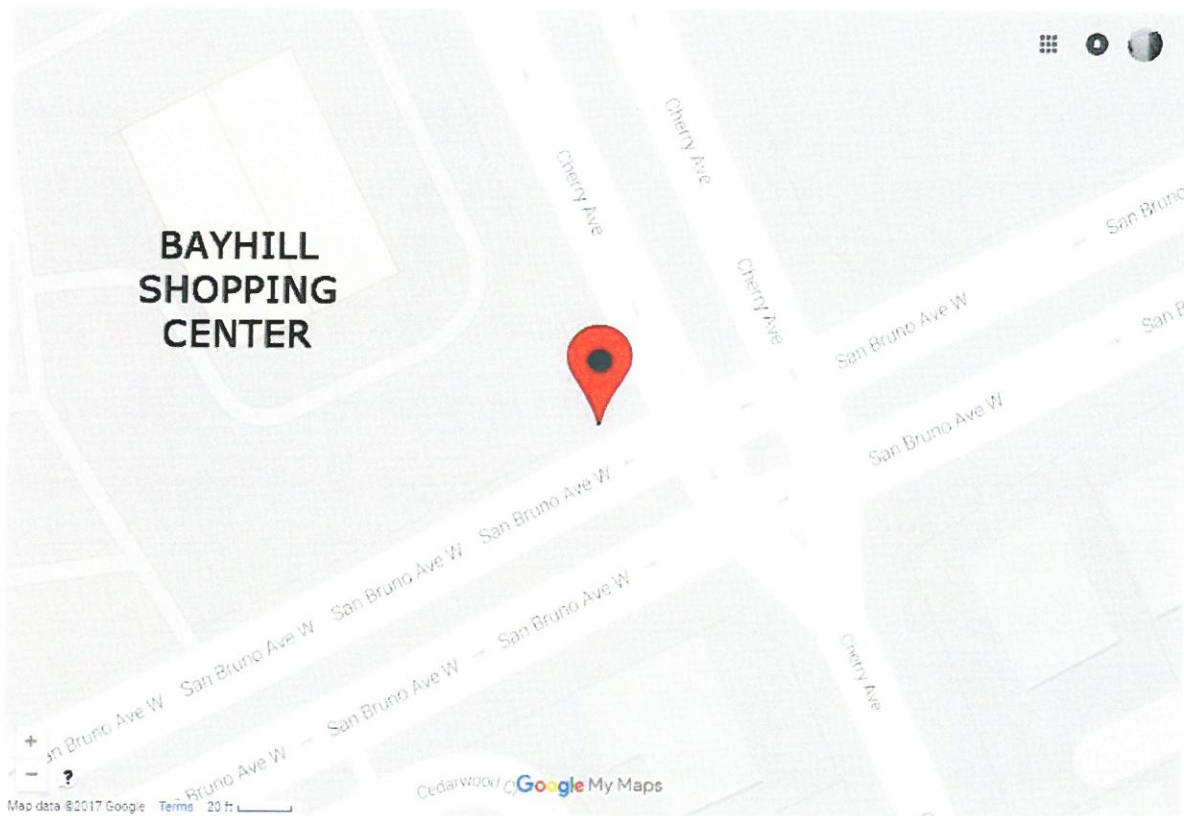 Cherry Ave
Cherry Ave
San Bruno
BAYHILL
SHOPPING
CENTER
Cherry Ave
San Bruno Ave W
San B
San Bruno Ave W
San Bruno Ave W
San Bruno Ave W
San Bruno Ave W
San Bruno Ave W
San Bruno Ave W
Cherry Ave
San Bruno Ave W
an Bruno Ave W
Bruno Ave W
+
−
?
Cedarwood C
Google My Maps
Map data ©2017 Google Terms 20 ft